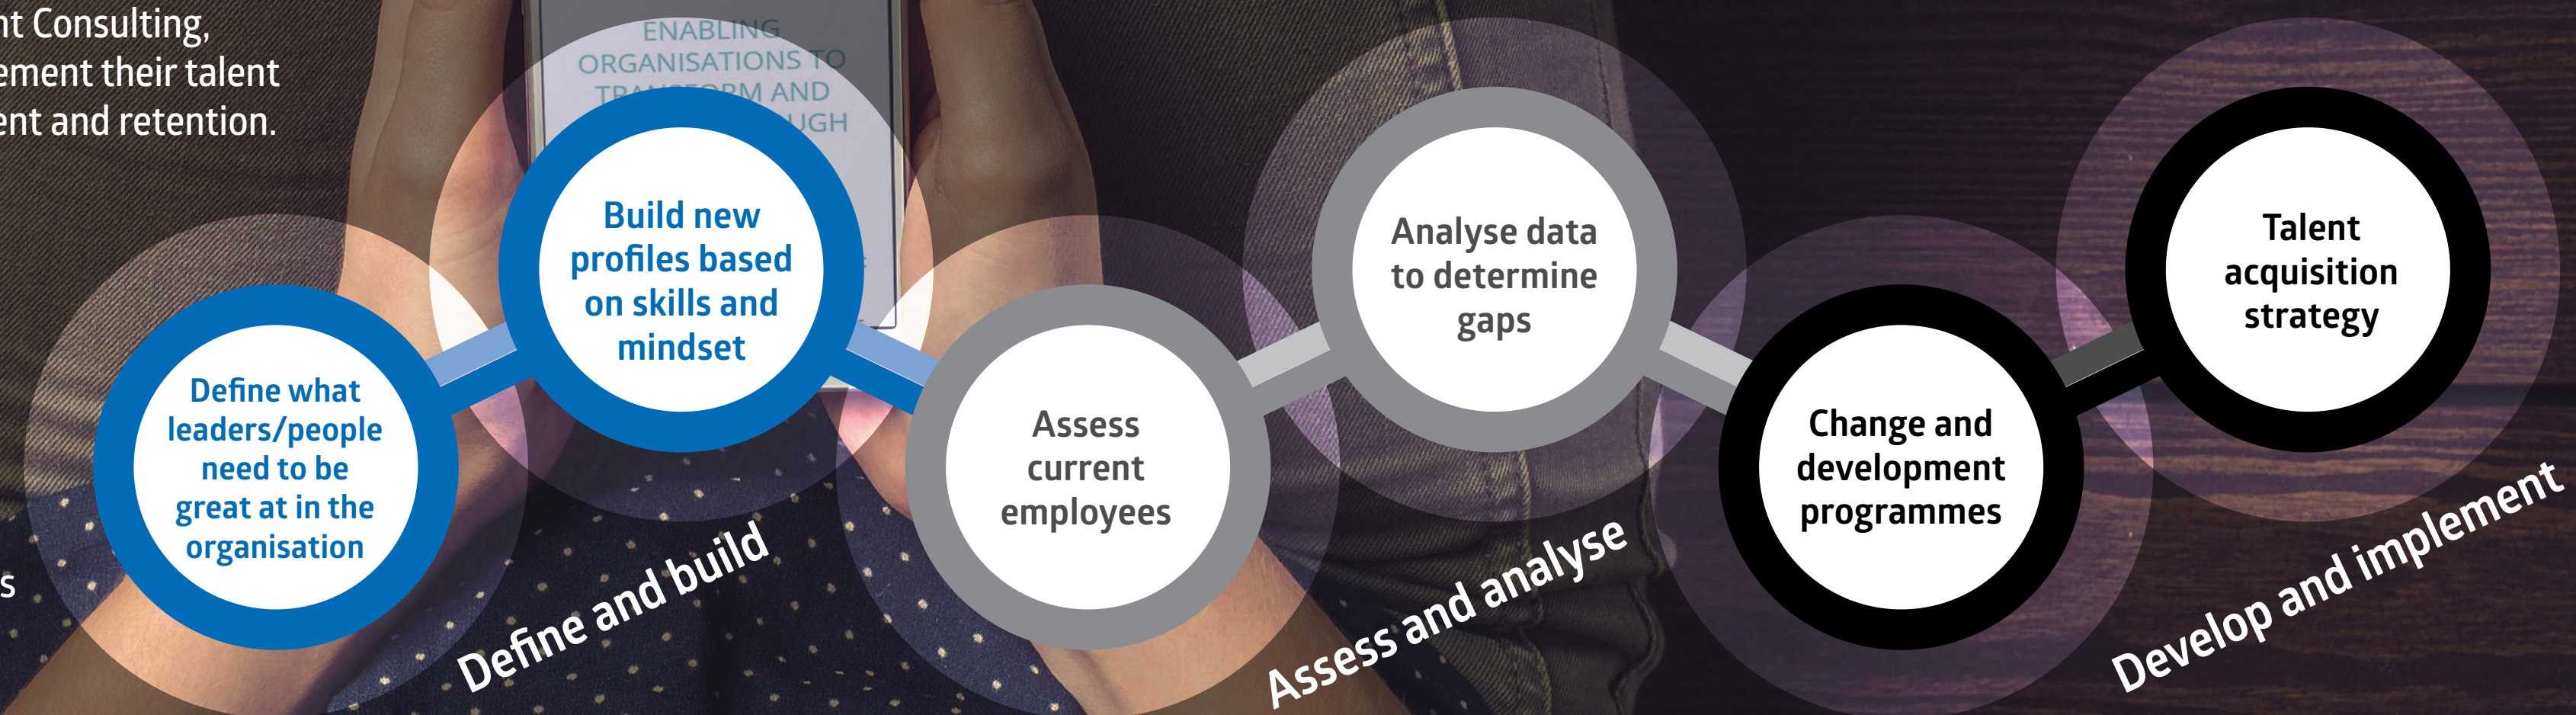 nt Consulting,
ement their talent
ent and retention.
s
ENABLING
ORGANISATIONS TO
TRANSFORM AND
UGH
Define what
leaders/people
need to be
great at in the
organisation
Build new
profiles based
on skills and
mindset
Define and build
Assess
current
employees
Analyse data
to determine
gaps
Assess and analyse
Change and
development
programmes
Talent
acquisition
strategy
Develop and implement